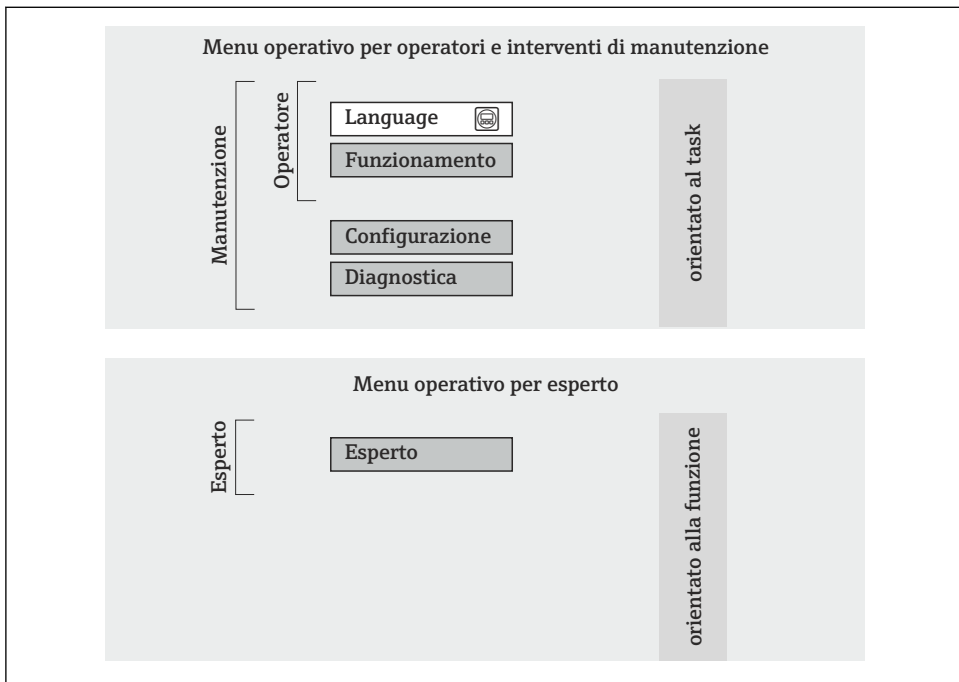 Menu operativo per operatori e interventi di manutenzione
Manutenzione
Operatore
Language
Funzionamento
Configurazione
Diagnostica
orientato al task
Menu operativo per esperto
Esperto
Esperto
orientato alla funzione